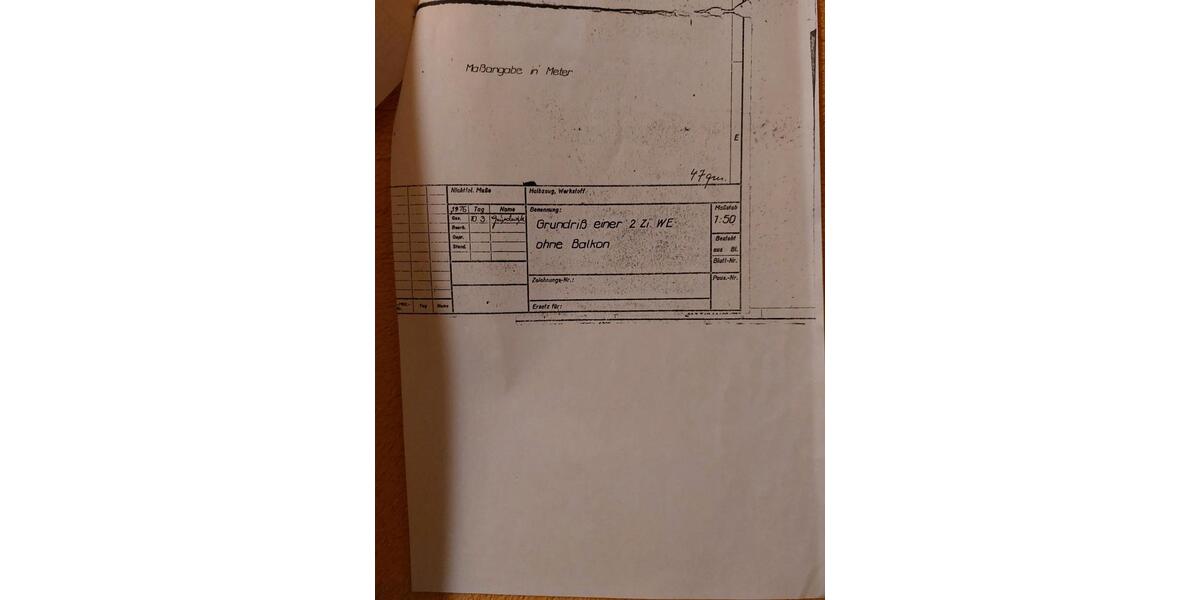 Maßangabe in Meter
E
47qm.
Nichttol. Maße
Halbzeug, Werkstoff
1976 Tag Name
Gez. 10.3.
Bearb.
Gepr.
Stand.
Benennung:
Grundriß einer 2 Zi. WE
ohne Balkon
Maßstab
1:50
Besteht
aus Bl.
Blatt-Nr.
Zeichnungs-Nr.:
Paus.-Nr.
Ersatz für:
Tag Name